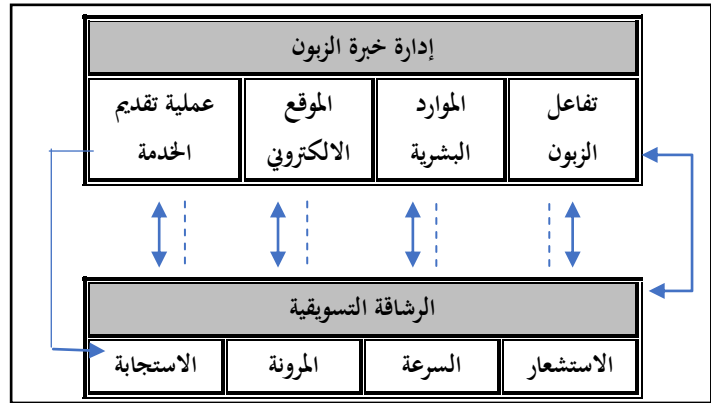 إدارة خبرة الزبون
تفاعل الزبون
الموارد البشرية
الموقع الالكتروني
عملية تقديم الخدمة
الرشاقة التسويقية
الاستشعار
السرعة
المرونة
الاستجابة